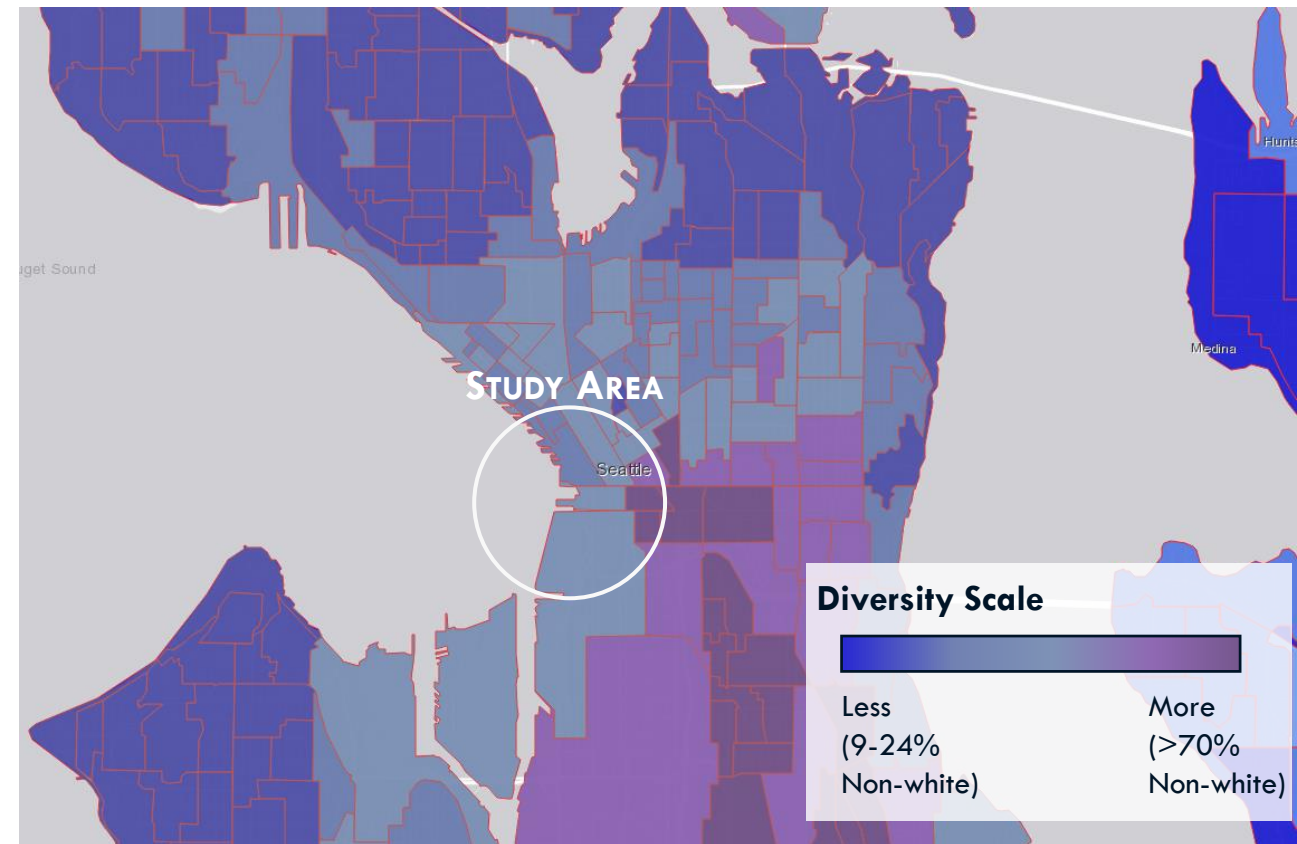 Hunts
uget Sound
Medina
STUDY AREA
Seattle
Diversity Scale
Less
(9-24%
Non-white)
More
(>70%
Non-white)